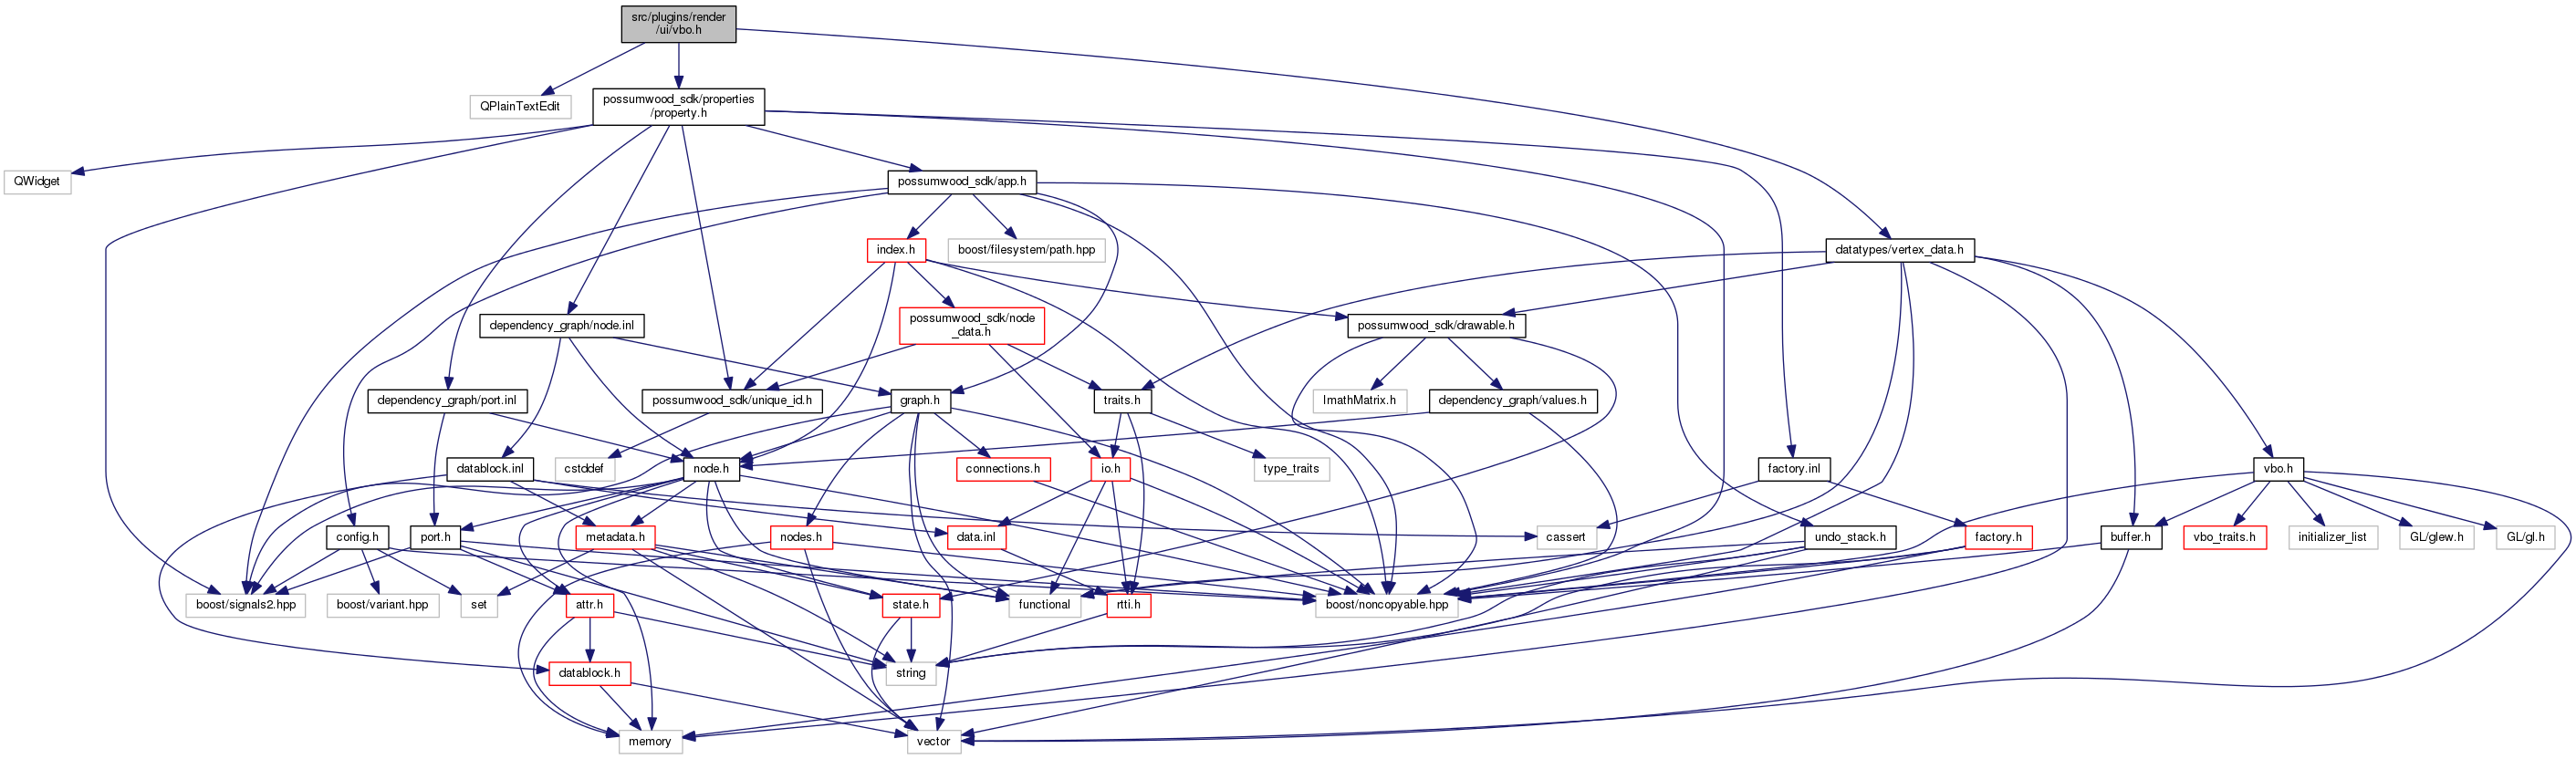 src/plugins/render
/ui/vbo.h
QPlainTextEdit
possumwood_sdk/properties
/property.h
QWidget
possumwood_sdk/app.h
index.h
boost/filesystem/path.hpp
datatypes/vertex_data.h
dependency_graph/node.inl
possumwood_sdk/node
_data.h
possumwood_sdk/drawable.h
dependency_graph/port.inl
possumwood_sdk/unique_id.h
graph.h
traits.h
ImathMatrix.h
dependency_graph/values.h
datablock.inl
cstddef
node.h
connections.h
io.h
type_traits
factory.inl
vbo.h
config.h
port.h
metadata.h
nodes.h
data.inl
cassert
undo_stack.h
factory.h
buffer.h
vbo_traits.h
initializer_list
GL/glew.h
GL/gl.h
boost/signals2.hpp
boost/variant.hpp
set
attr.h
state.h
functional
rtti.h
boost/noncopyable.hpp
datablock.h
string
memory
vector